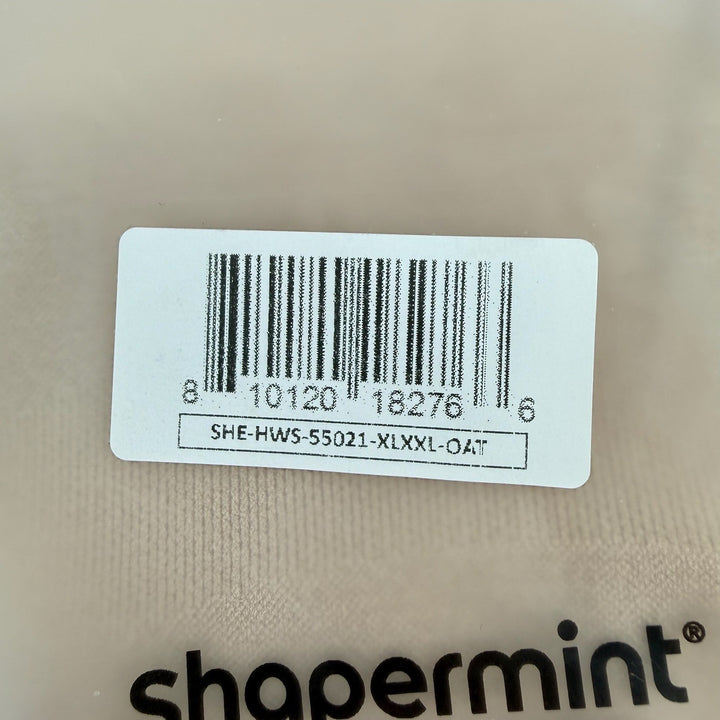 8 10120 18276 6
SHE-HWS-55021-XLXXL-OAT
shapermint®